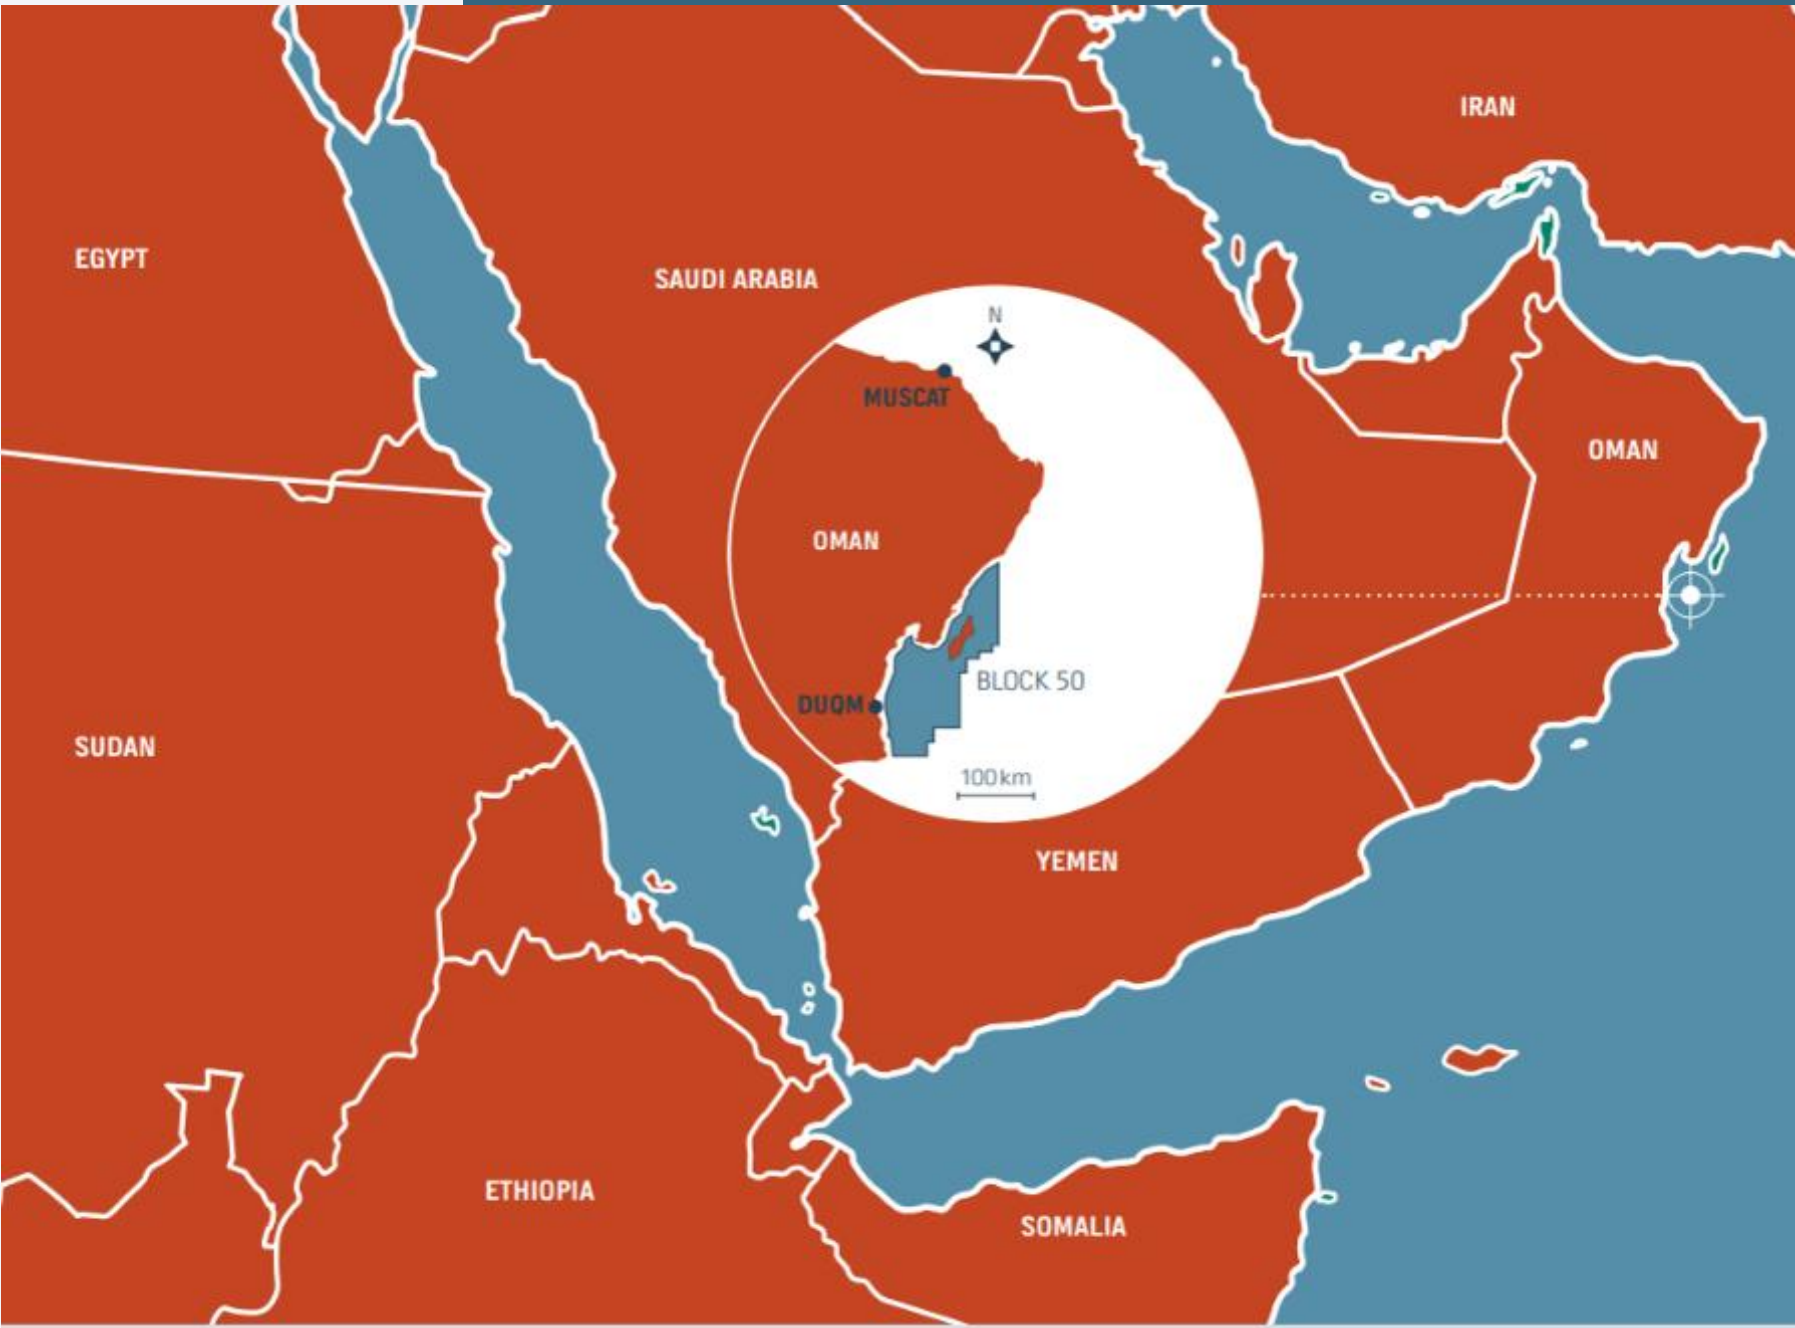 IRAN
EGYPT
SAUDI ARABIA
N
MUSCAT
OMAN
OMAN
BLOCK 50
DUQM
SUDAN
100 km
YEMEN
ETHIOPIA
SOMALIA